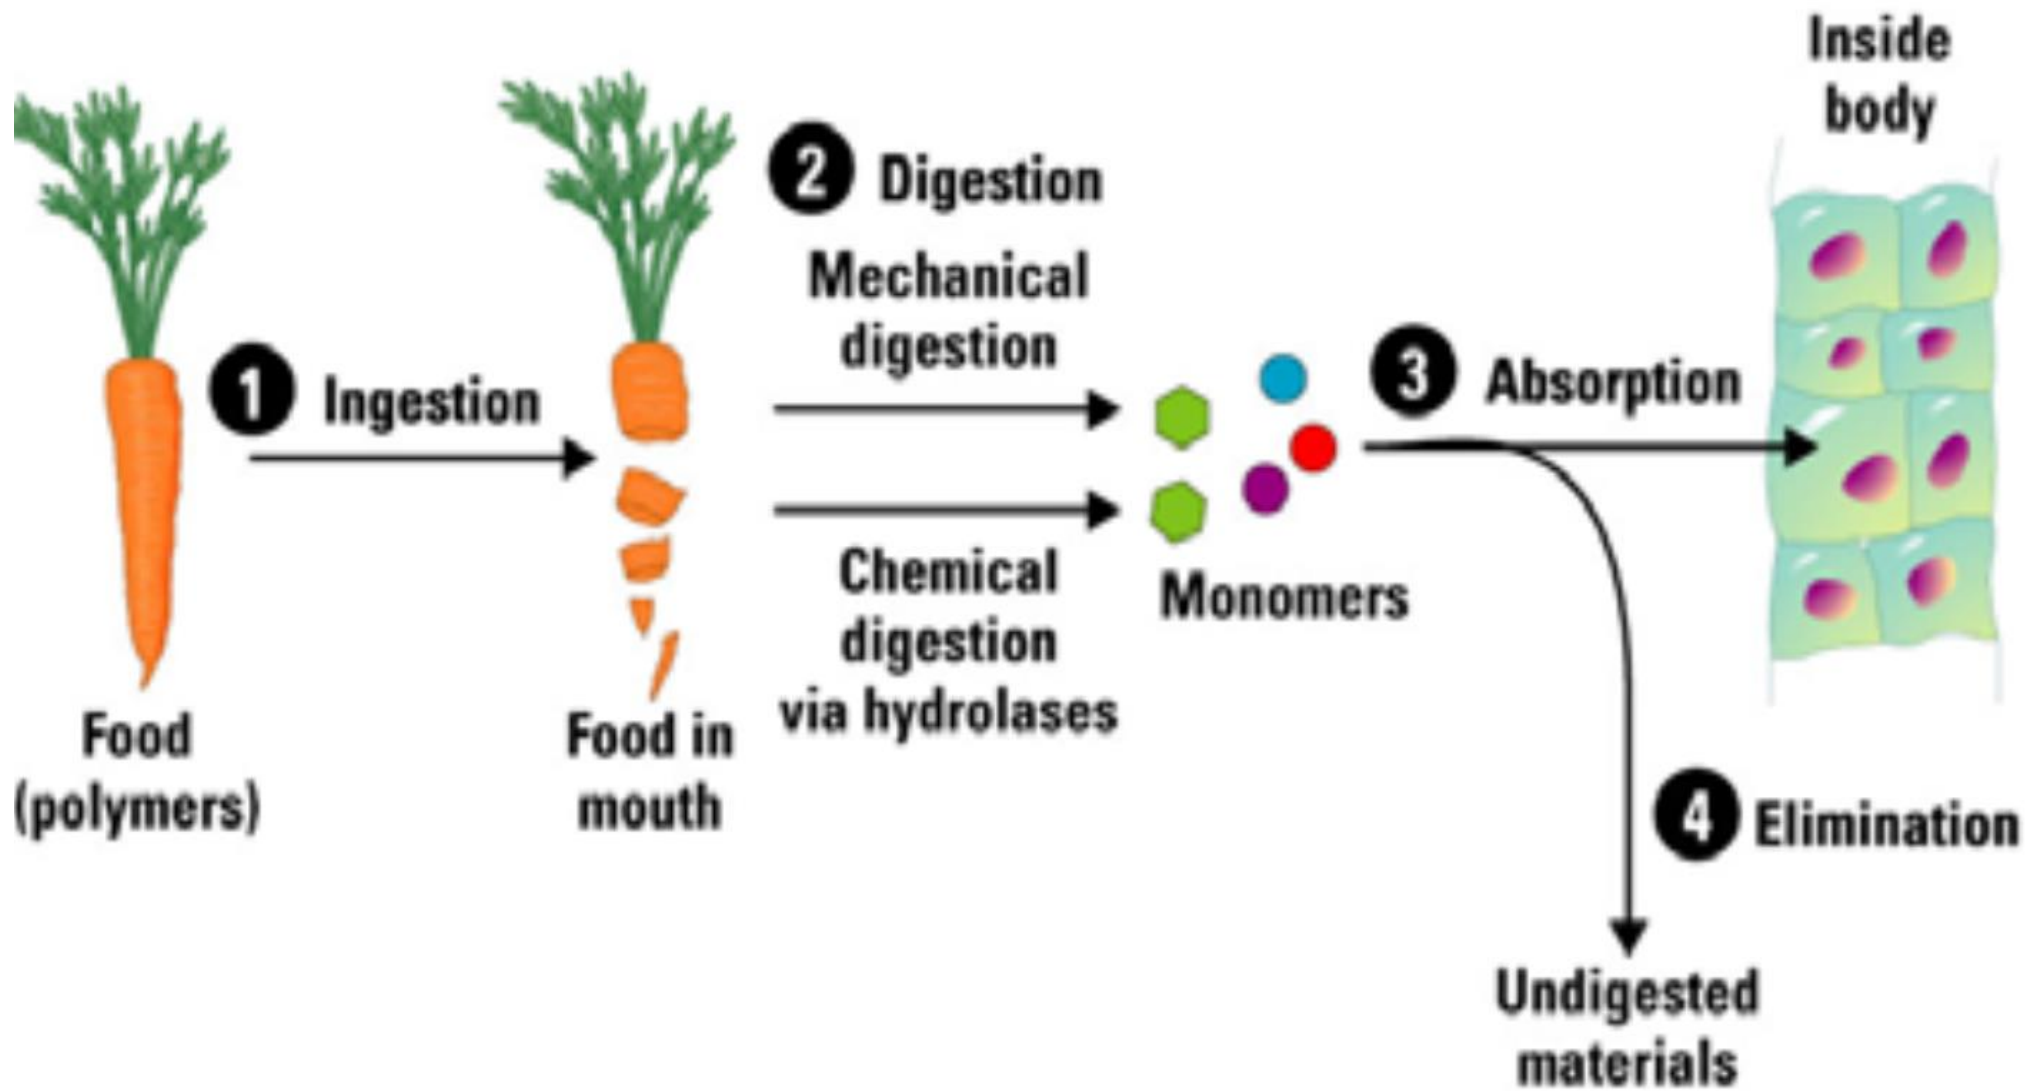 1 Ingestion
Food
(polymers)
Food in
mouth
2 Digestion
Mechanical
digestion
Chemical
digestion
via hydrolases
Monomers
3 Absorption
Inside
body
4 Elimination
Undigested
materials